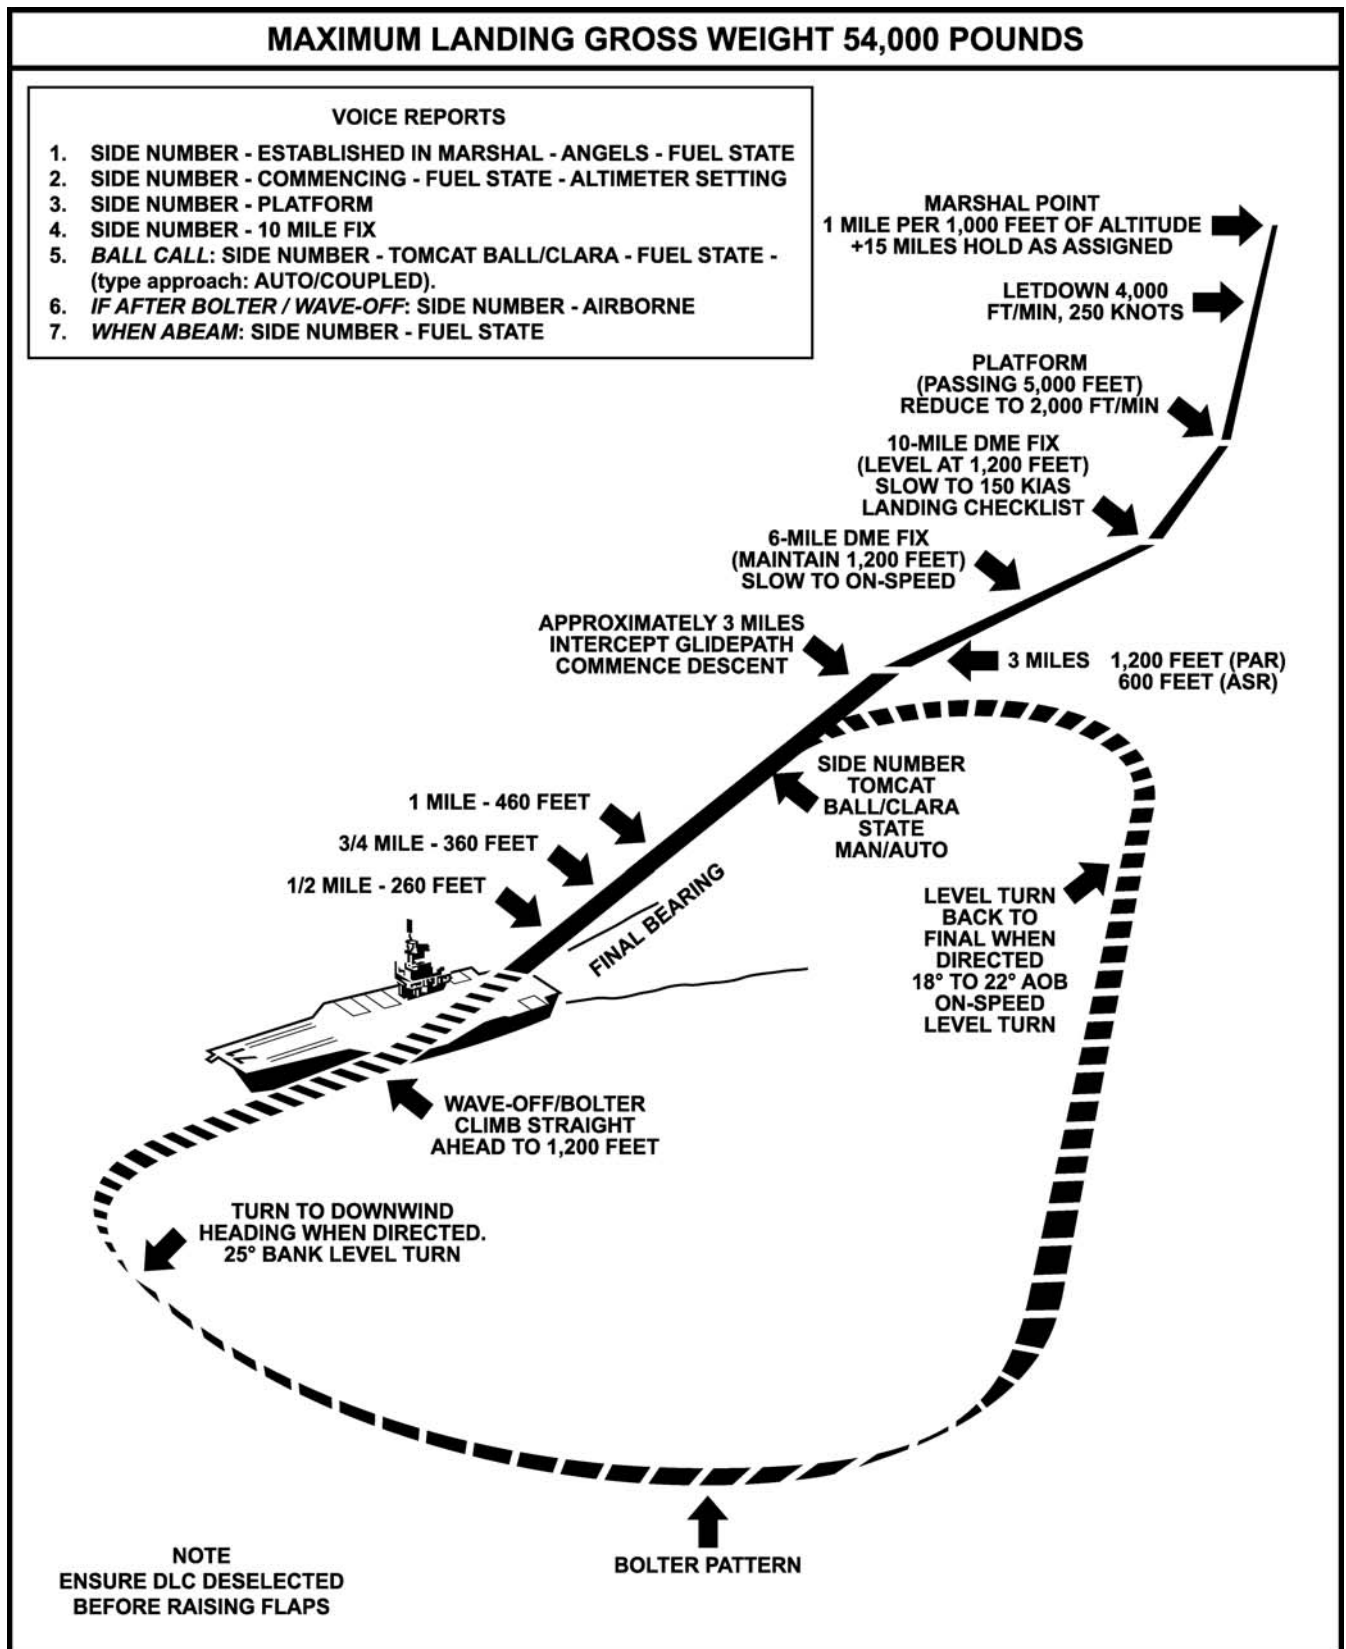 MAXIMUM LANDING GROSS WEIGHT 54,000 POUNDS
VOICE REPORTS
1. SIDE NUMBER - ESTABLISHED IN MARSHAL - ANGELS - FUEL STATE
2. SIDE NUMBER - COMMENCING - FUEL STATE - ALTIMETER SETTING
3. SIDE NUMBER - PLATFORM
4. SIDE NUMBER - 10 MILE FIX
5. BALL CALL: SIDE NUMBER - TOMCAT BALL/CLARA - FUEL STATE -
(type approach: AUTO/COUPLED).
6. IF AFTER BOLTER / WAVE-OFF: SIDE NUMBER - AIRBORNE
7. WHEN ABEAM: SIDE NUMBER - FUEL STATE
MARSHAL POINT
1 MILE PER 1,000 FEET OF ALTITUDE
+15 MILES HOLD AS ASSIGNED
LETDOWN 4,000
FT/MIN, 250 KNOTS
PLATFORM
(PASSING 5,000 FEET)
REDUCE TO 2,000 FT/MIN
10-MILE DME FIX
(LEVEL AT 1,200 FEET)
SLOW TO 150 KIAS
LANDING CHECKLIST
6-MILE DME FIX
(MAINTAIN 1,200 FEET)
SLOW TO ON-SPEED
APPROXIMATELY 3 MILES
INTERCEPT GLIDEPATH
COMMENCE DESCENT
3 MILES 1,200 FEET (PAR)
600 FEET (ASR)
SIDE NUMBER
TOMCAT
BALL/CLARA
STATE
MAN/AUTO
1 MILE - 460 FEET
3/4 MILE - 360 FEET
1/2 MILE - 260 FEET
FINAL BEARING
LEVEL TURN
BACK TO
FINAL WHEN
DIRECTED
18° TO 22° AOB
ON-SPEED
LEVEL TURN
WAVE-OFF/BOLTER
CLIMB STRAIGHT
AHEAD TO 1,200 FEET
TURN TO DOWNWIND
HEADING WHEN DIRECTED.
25° BANK LEVEL TURN
BOLTER PATTERN
NOTE
ENSURE DLC DESELECTED
BEFORE RAISING FLAPS